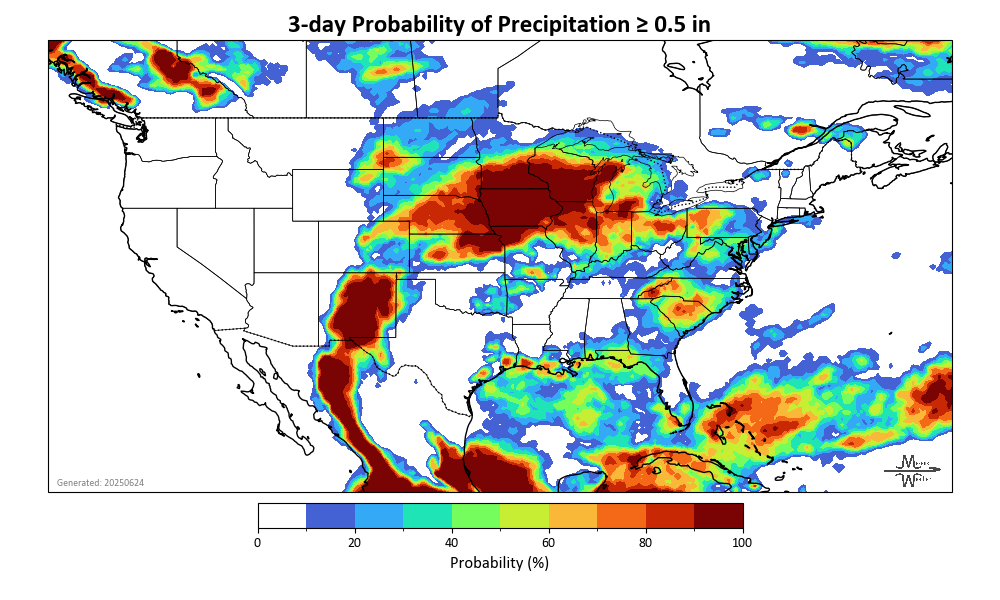 3-day Probability of Precipitation ≥ 0.5 in
Generated: 20250624
0 20 40 60 80 100
Probability (%)